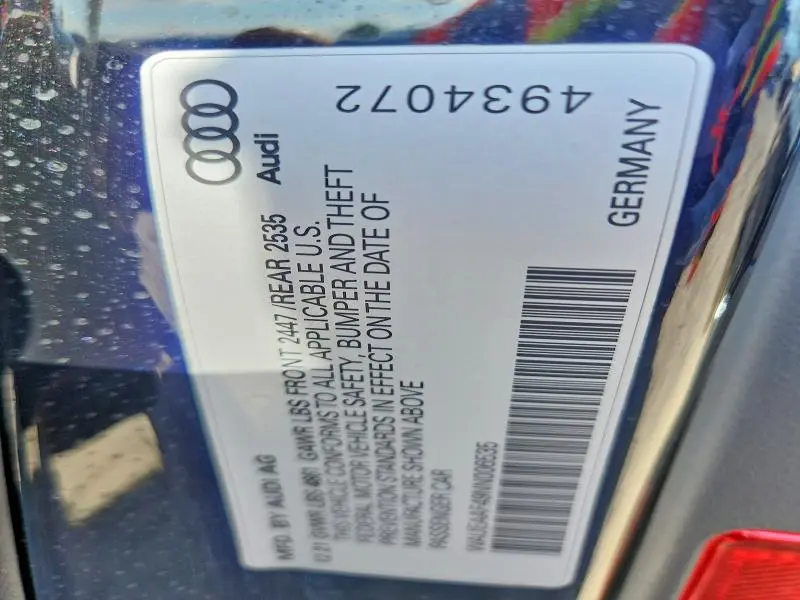 Audi
4934072
MFD BY AUDI AG
GAWR LBS FRONT 2447/REAR 2535
THIS VEHICLE CONFORMS TO ALL APPLICABLE U.S.
FEDERAL MOTOR VEHICLE SAFETY, BUMPER AND THEFT
PREVENTION STANDARDS IN EFFECT ON THE DATE OF
MANUFACTURE SHOWN ABOVE
PASSENGER CAR
GERMANY